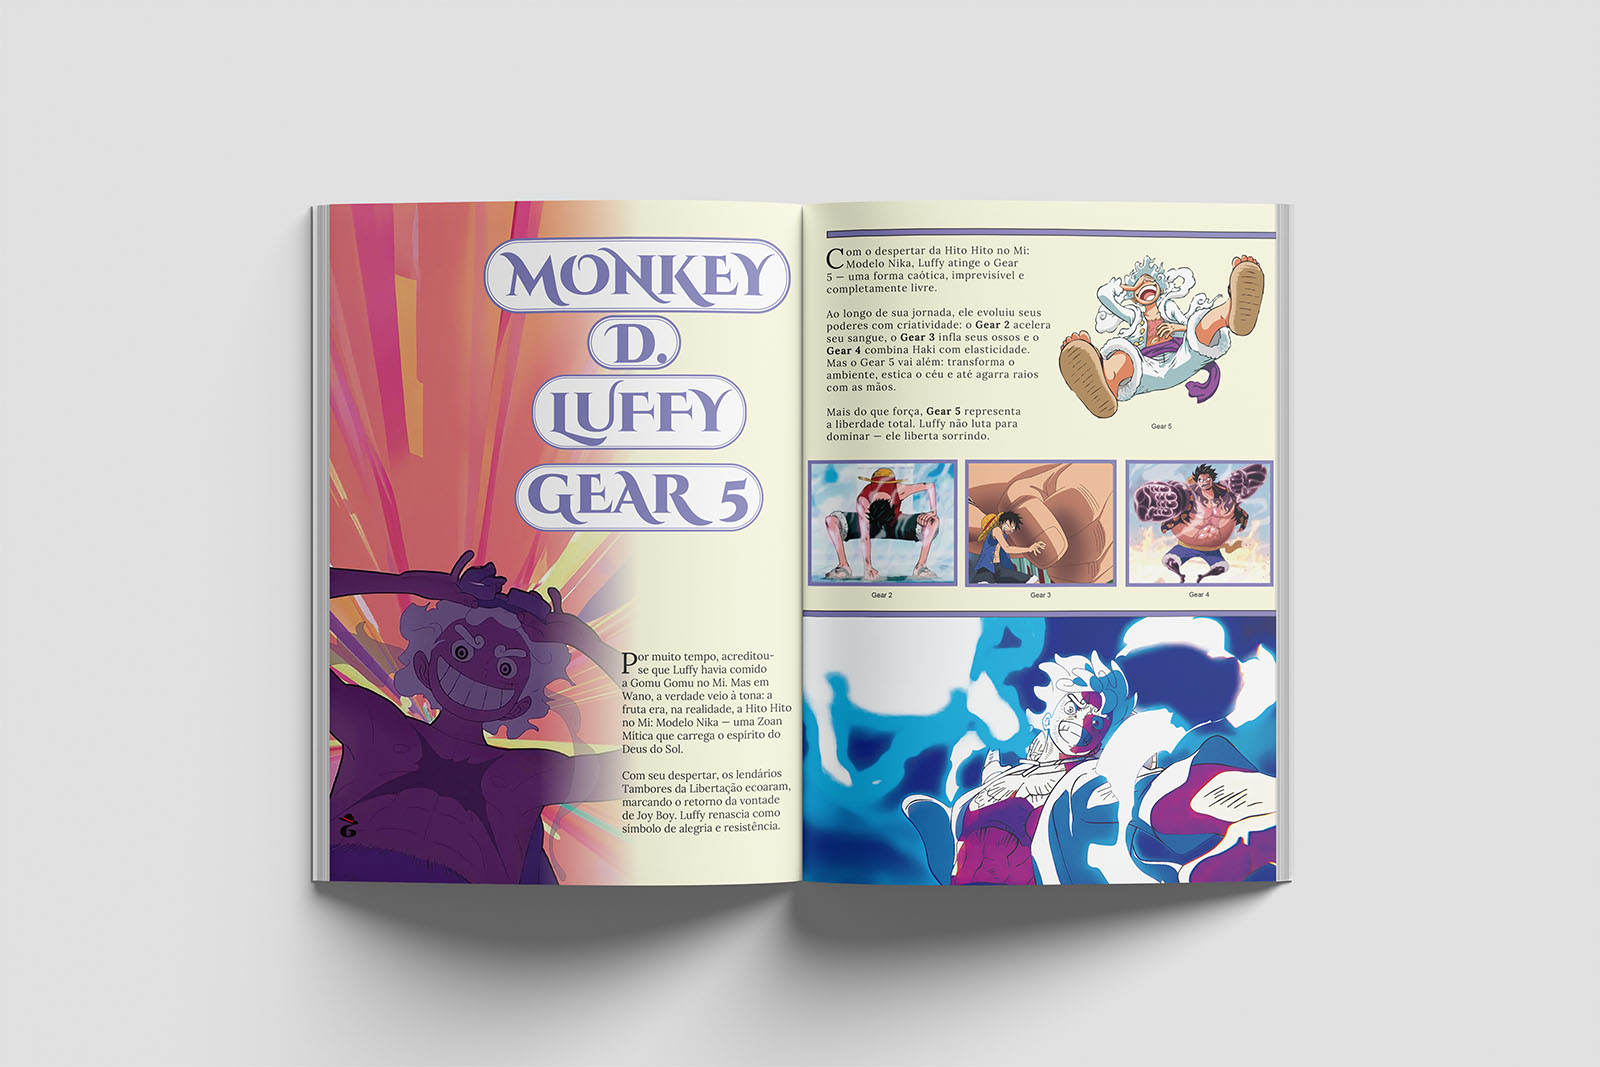 MONKEY
D.
LUFFY
GEAR 5
Por muito tempo, acreditou-
se que Luffy havia comido
a Gomu Gomu no Mi. Mas em
Wano, a verdade veio à tona: a
fruta era, na realidade, a Hito Hito
no Mi: Modelo Nika — uma Zoan
Mítica que carrega o espírito do
Deus do Sol.
Com seu despertar, os lendários
Tambores da Libertação ecoaram,
marcando o retorno da vontade
de Joy Boy. Luffy renascia como
símbolo de alegria e resistência.
Com o despertar da Hito Hito no Mi:
Modelo Nika, Luffy atinge o Gear
5 — uma forma caótica, imprevisível e
completamente livre.
Ao longo de sua jornada, ele evoluiu seus
poderes com criatividade: o Gear 2 acelera
seu sangue, o Gear 3 infla seus ossos e o
Gear 4 combina Haki com elasticidade.
Mas o Gear 5 vai além: transforma o
ambiente, estica o céu e até agarra raios
com as mãos.
Mais do que força, Gear 5 representa
a liberdade total. Luffy não luta para
dominar — ele liberta sorrindo.
Gear 5
Gear 2
Gear 3
Gear 4